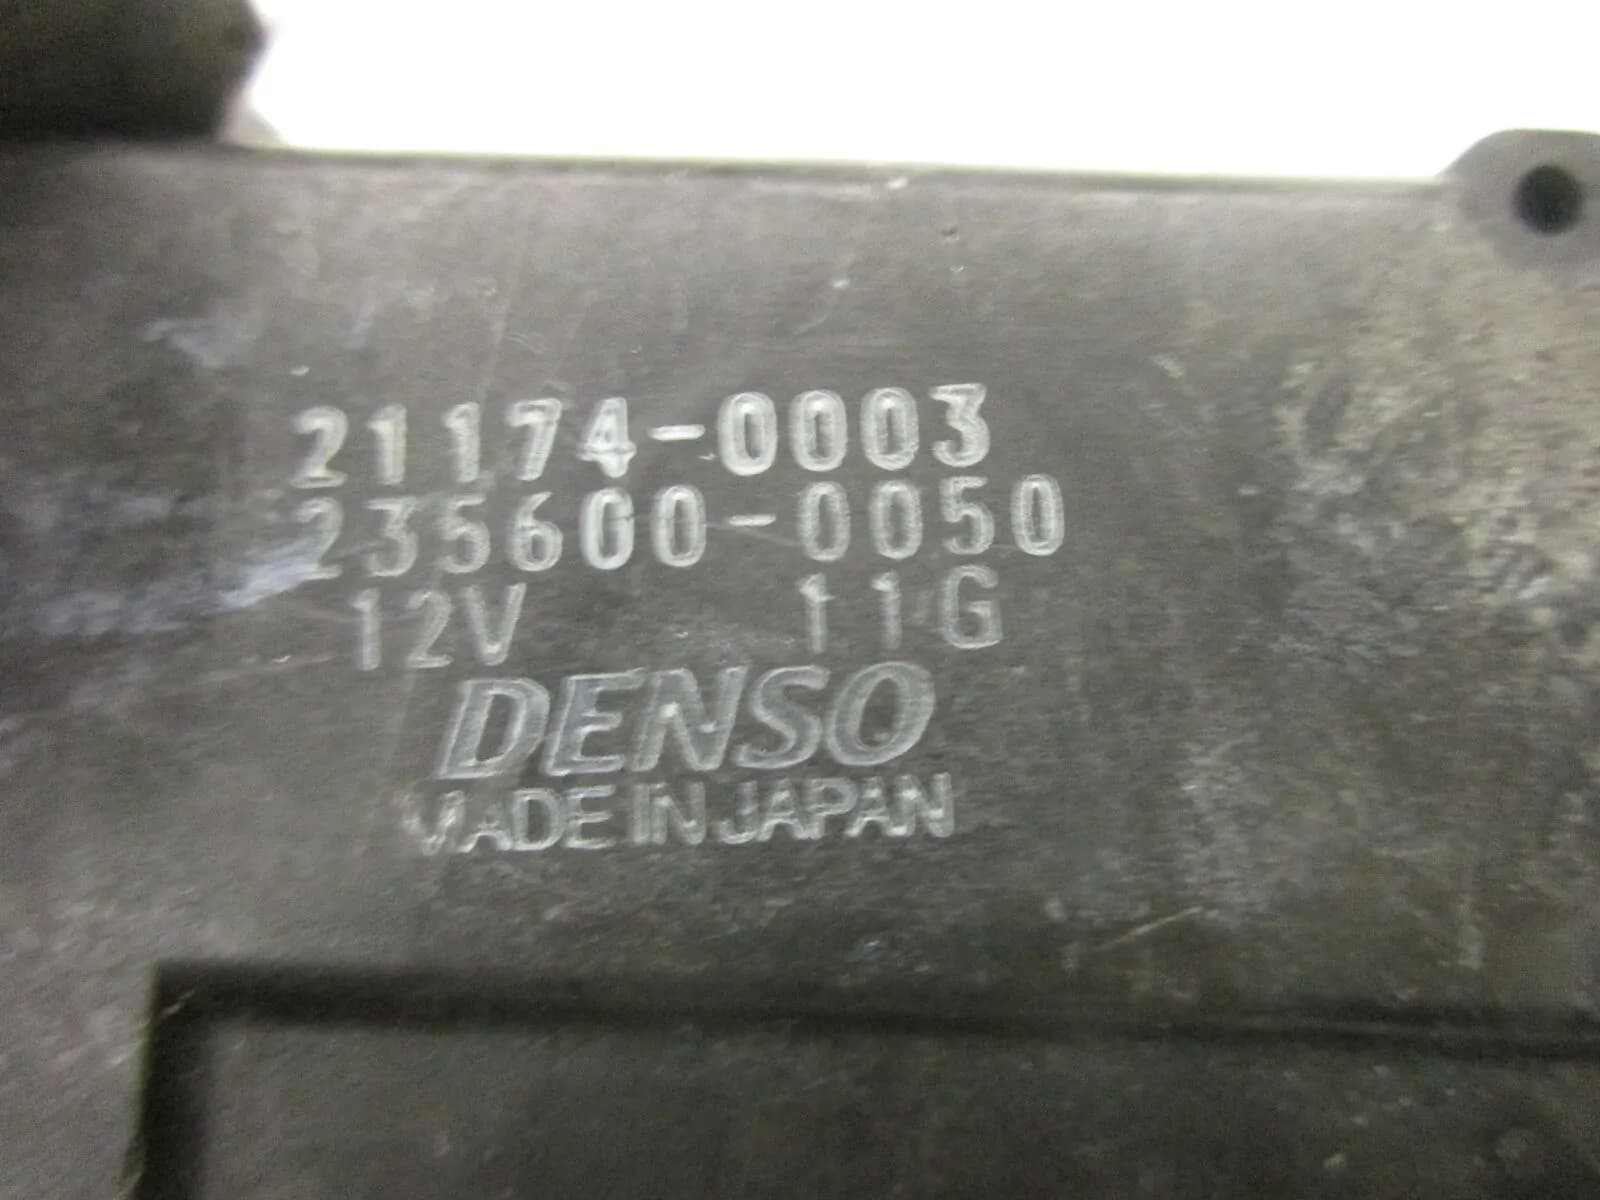 21174-0003
235600-0050
12V 11G
DENSO
MADE IN JAPAN